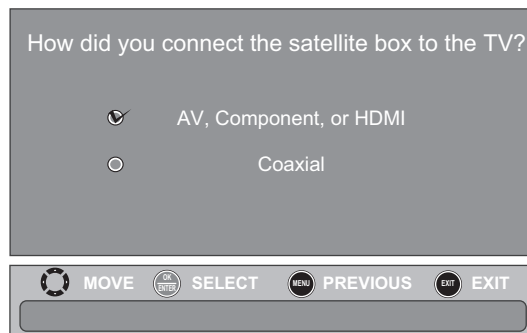 How did you connect the satellite box to the TV?
AV, Component, or HDMI
Coaxial
MOVE OK ENTER SELECT MENU PREVIOUS EXIT EXIT